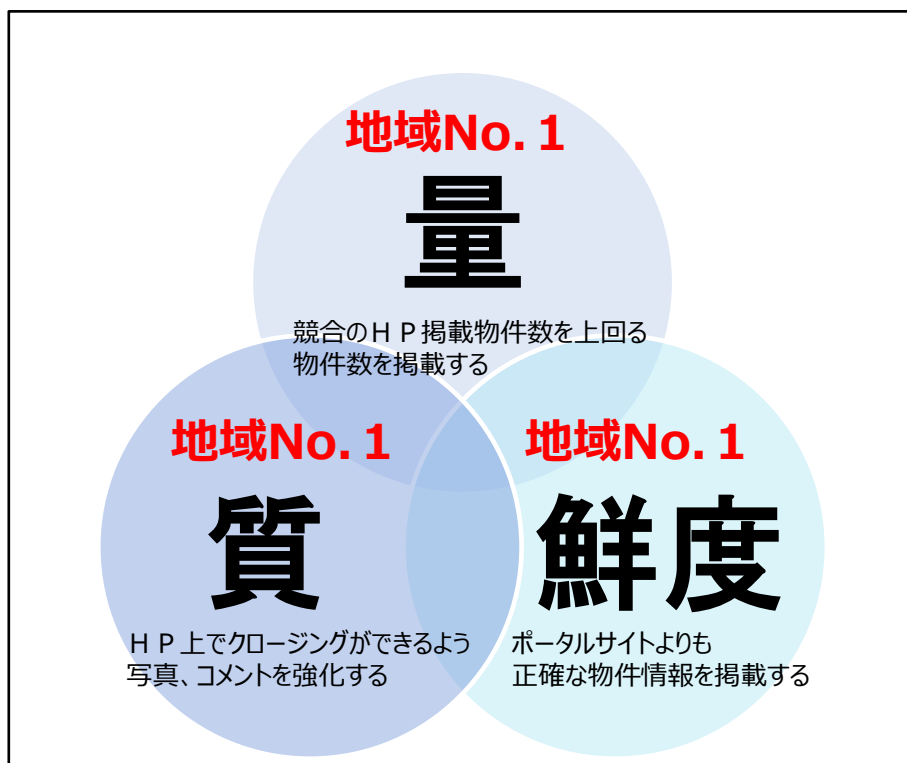 地域No.1
量
競合のＨＰ掲載物件数を上回る
物件数を掲載する
地域No.1
質
ＨＰ上でクロージングができるよう
写真、コメントを強化する
地域No.1
鮮度
ポータルサイトよりも
正確な物件情報を掲載する